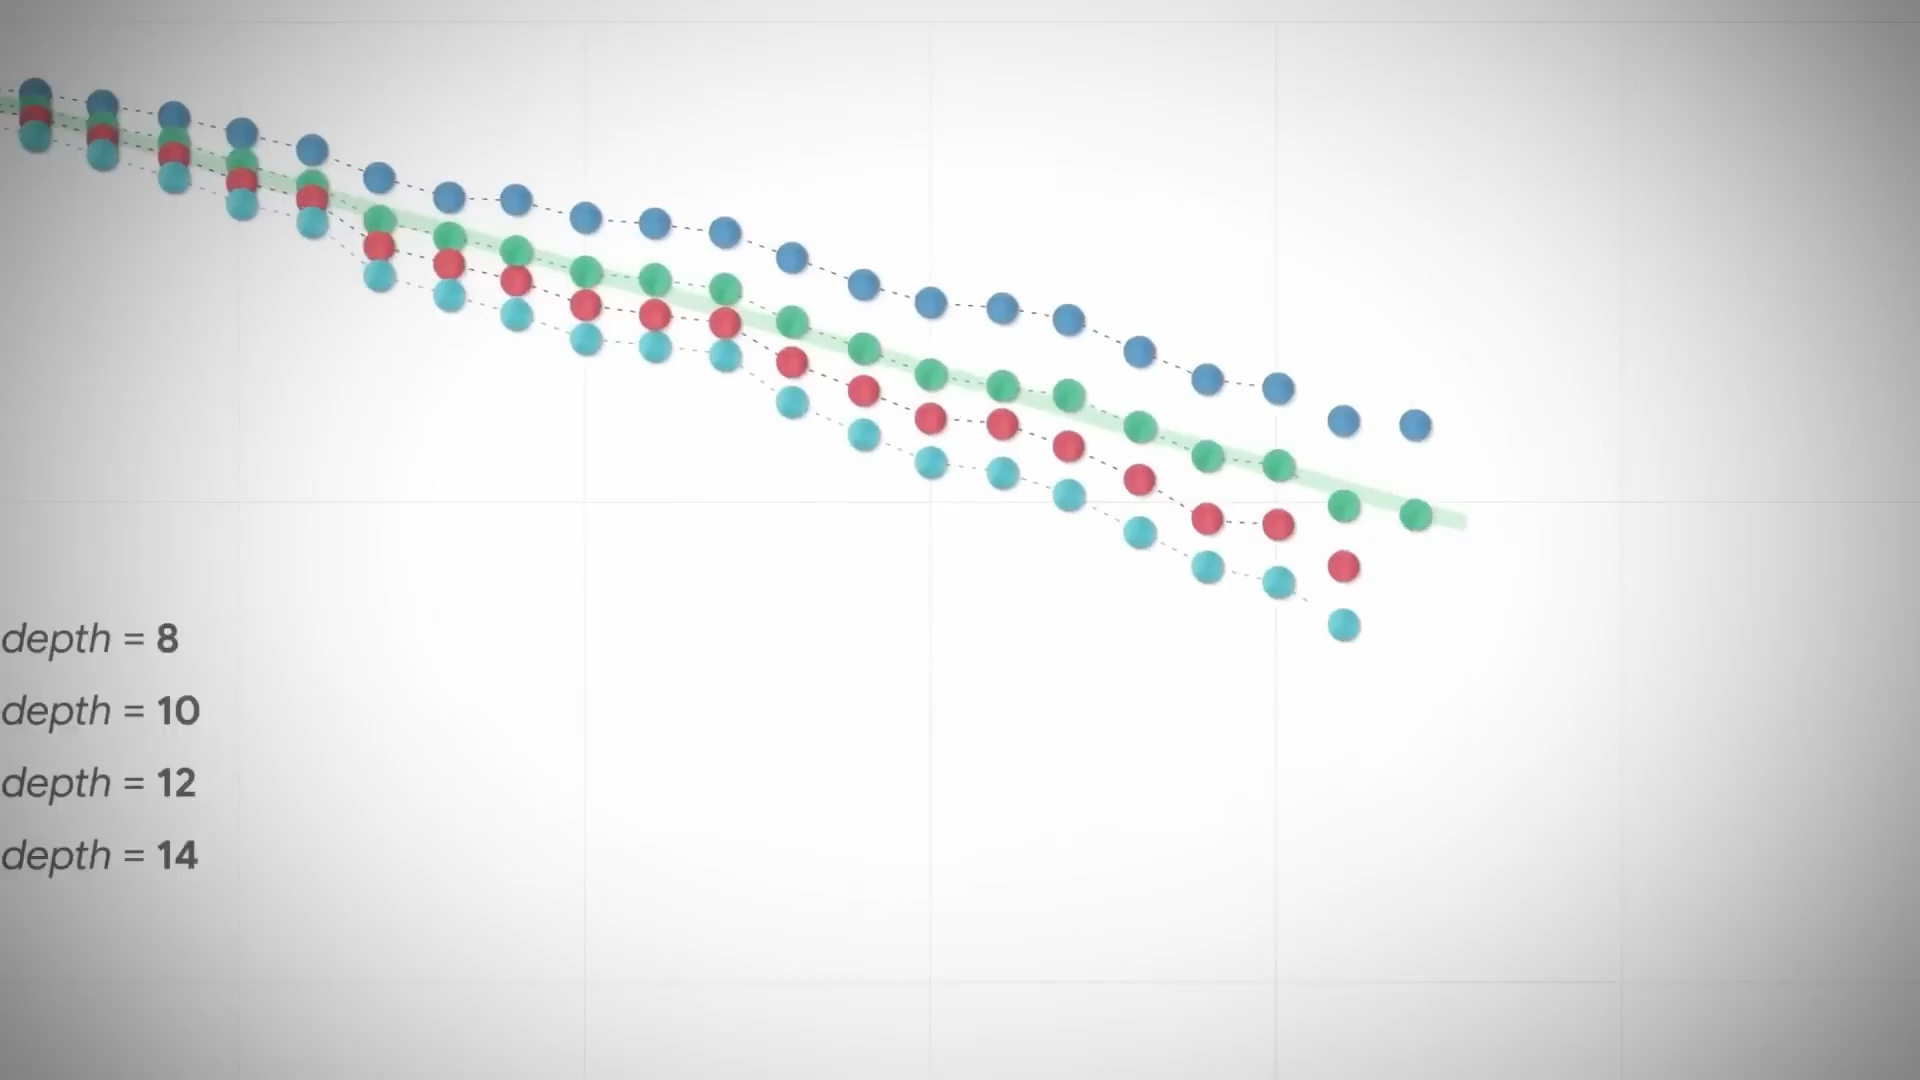 depth = 8
depth = 10
depth = 12
depth = 14